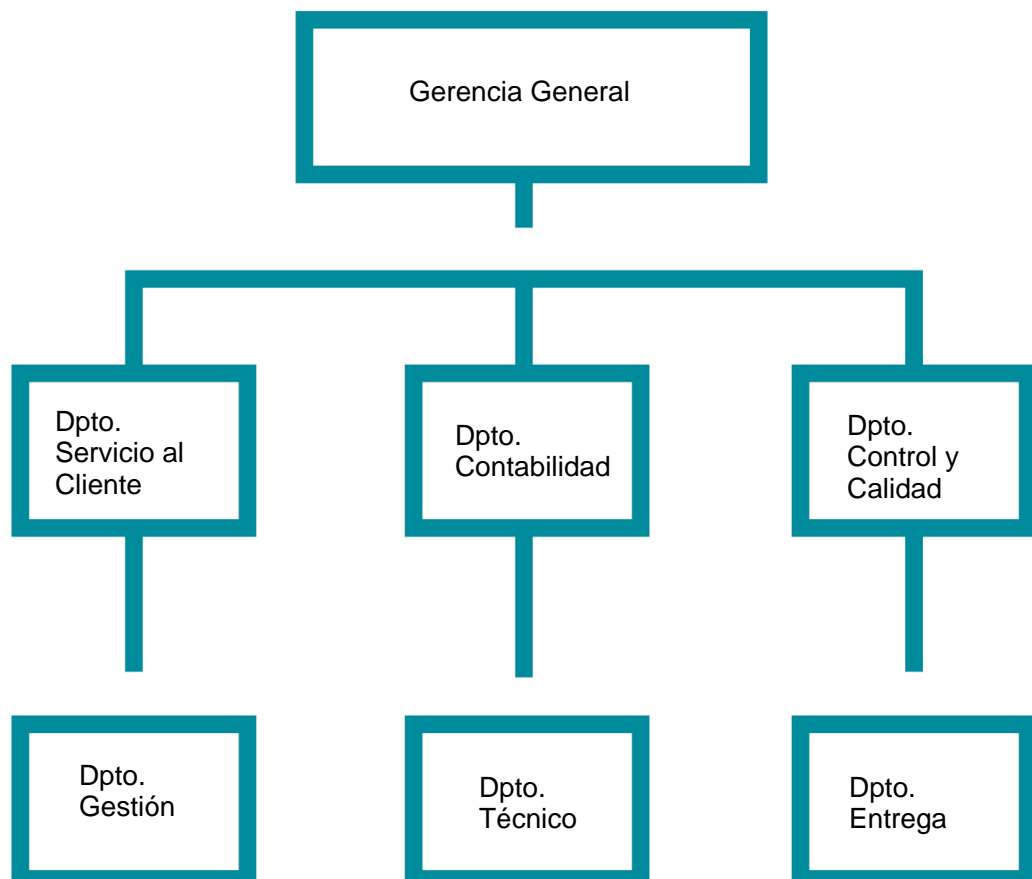 Gerencia General
Dpto.
Servicio al
Cliente
Dpto.
Contabilidad
Dpto.
Control y
Calidad
Dpto.
Gestión
Dpto.
Técnico
Dpto.
Entrega